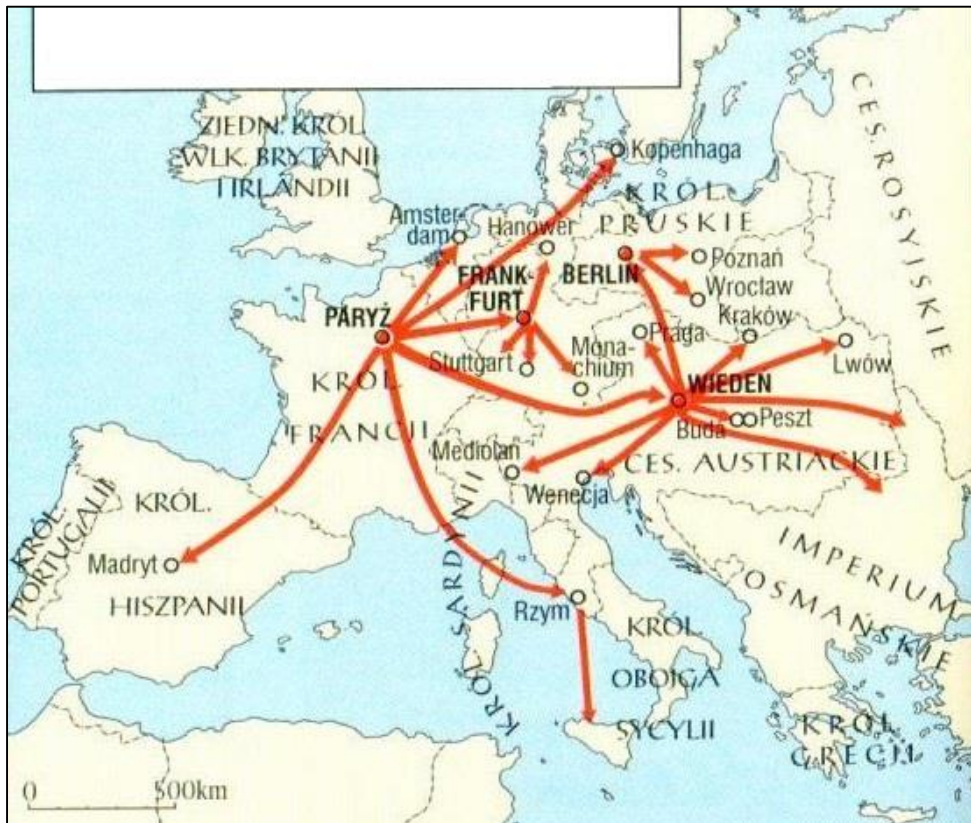 ZJEDN. KRÓL.
WLK. BRYTANII
I IRLANDII
CES. ROSYJSKIE
Kopenhaga
KRÓL.
PRUSKIE
Amster-
dam
Hanower
FRANK-
FURT
BERLIN
Poznań
Wrocław
Kraków
PARYŻ
Praga
Lwów
Stuttgart
Mona-
chium
WIEDEŃ
KRÓL.
FRANCJI
Buda
Peszt
Mediolan
Wenecja
CES. AUSTRIACKIE
KRÓL.
PORTUGALII
KRÓL.
HISZPANII
Madryt
KRÓL. SARDYNII
Rzym
IMPERIUM
OSMAŃSKIE
KRÓL.
OBOJGA
SYCYLII
KRÓL.
GRECJI
0 500km